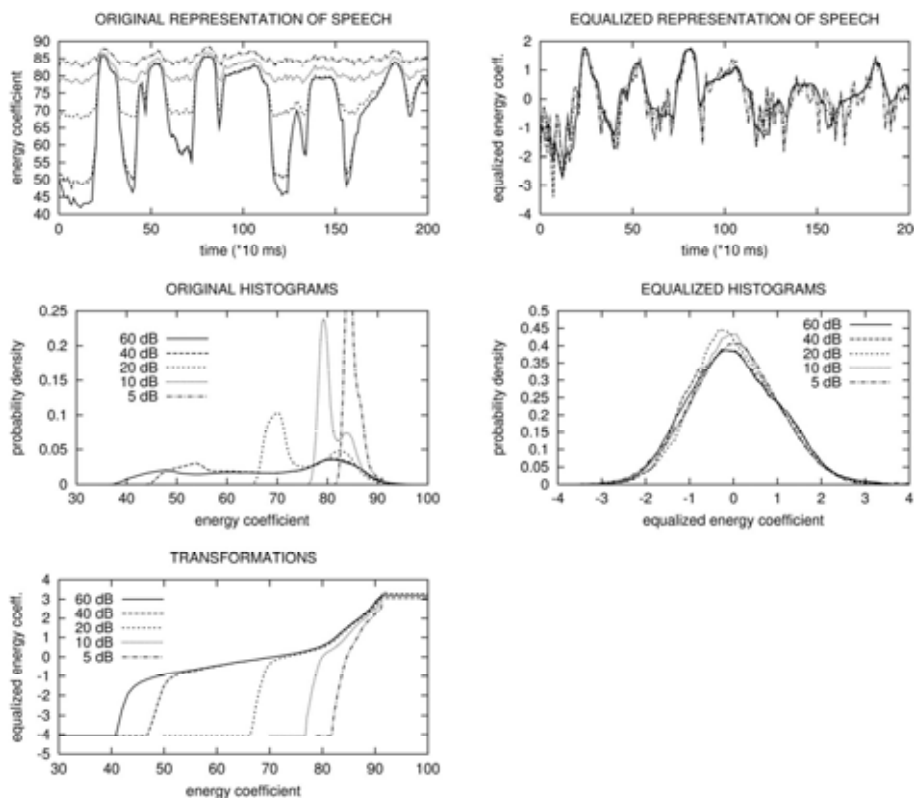 ORIGINAL REPRESENTATION OF SPEECH
energy coefficient
90
85
80
75
70
65
60
55
50
45
40
0 50 100 150 200
time (*10 ms)
EQUALIZED REPRESENTATION OF SPEECH
equalized energy coeff.
2
1
0
-1
-2
-3
-4
0 50 100 150 200
time (*10 ms)
ORIGINAL HISTOGRAMS
probability density
0.25
0.2
0.15
0.1
0.05
0
60 dB
40 dB
20 dB
10 dB
5 dB
30 40 50 60 70 80 90 100
energy coefficient
EQUALIZED HISTOGRAMS
probability density
0.5
0.45
0.4
0.35
0.3
0.25
0.2
0.15
0.1
0.05
0
60 dB
40 dB
20 dB
10 dB
5 dB
-4 -3 -2 -1 0 1 2 3 4
equalized energy coefficient
TRANSFORMATIONS
equalized energy coeff.
4
3
2
1
0
-1
-2
-3
-4
-5
60 dB
40 dB
20 dB
10 dB
5 dB
30 40 50 60 70 80 90 100
energy coefficient